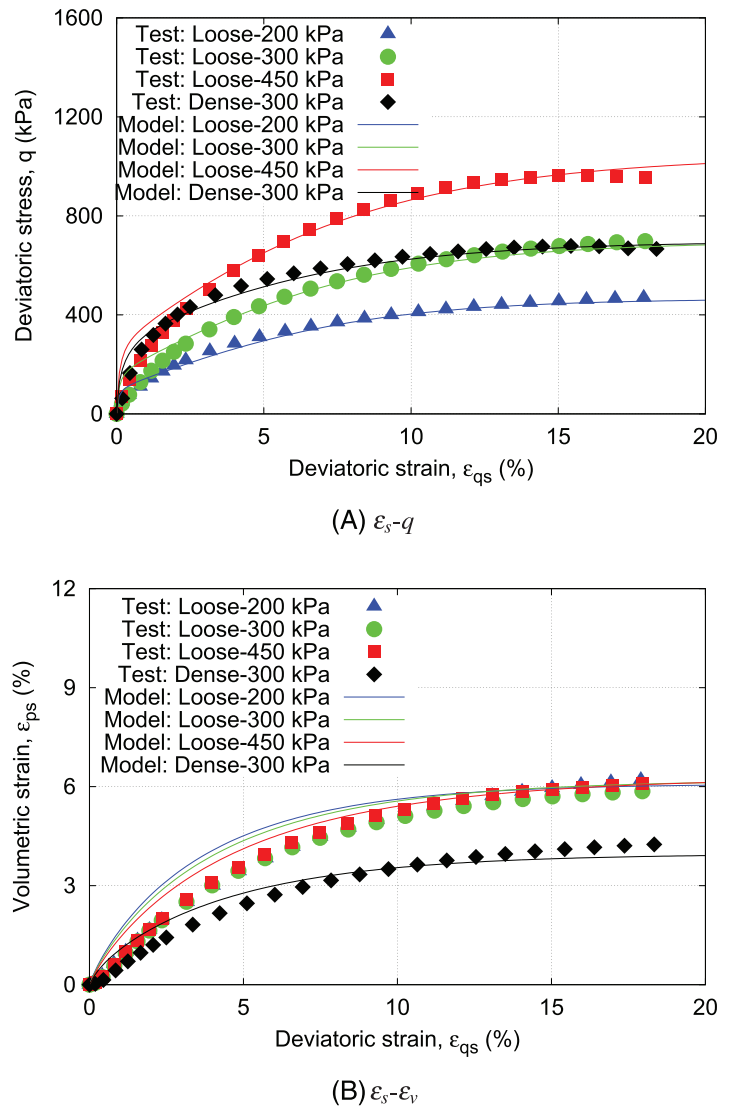 1600
1200
800
400
0
Deviatoric stress, q (kPa)
Test: Loose-200 kPa
Test: Loose-300 kPa
Test: Loose-450 kPa
Test: Dense-300 kPa
Model: Loose-200 kPa
Model: Loose-300 kPa
Model: Loose-450 kPa
Model: Dense-300 kPa
0 5 10 15 20
Deviatoric strain, εqs (%)
(A) εs-q
12
9
6
3
0
Volumetric strain, εps (%)
Test: Loose-200 kPa
Test: Loose-300 kPa
Test: Loose-450 kPa
Test: Dense-300 kPa
Model: Loose-200 kPa
Model: Loose-300 kPa
Model: Loose-450 kPa
Model: Dense-300 kPa
0 5 10 15 20
Deviatoric strain, εqs (%)
(B) εs-εv